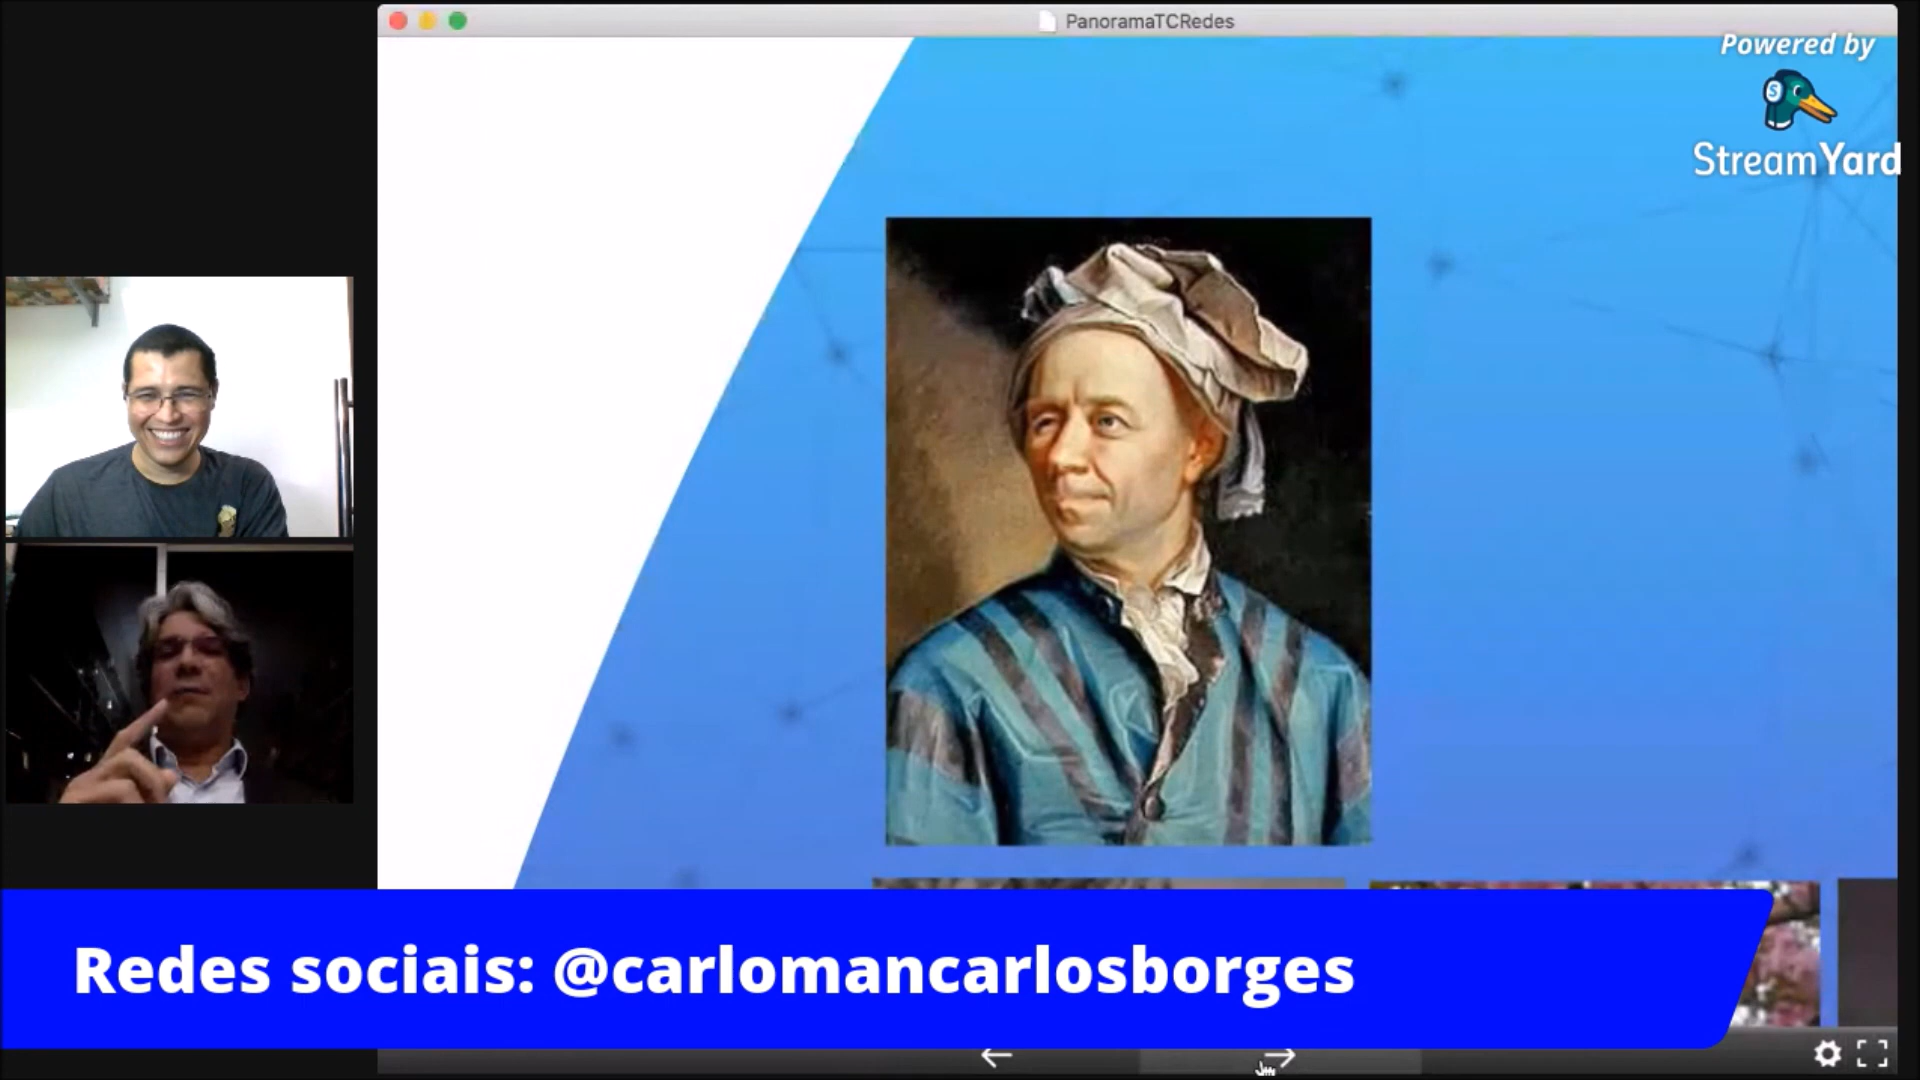 PanoramaTCRedes
Powered by
S
StreamYard
Redes sociais: @carlomancarlosborges